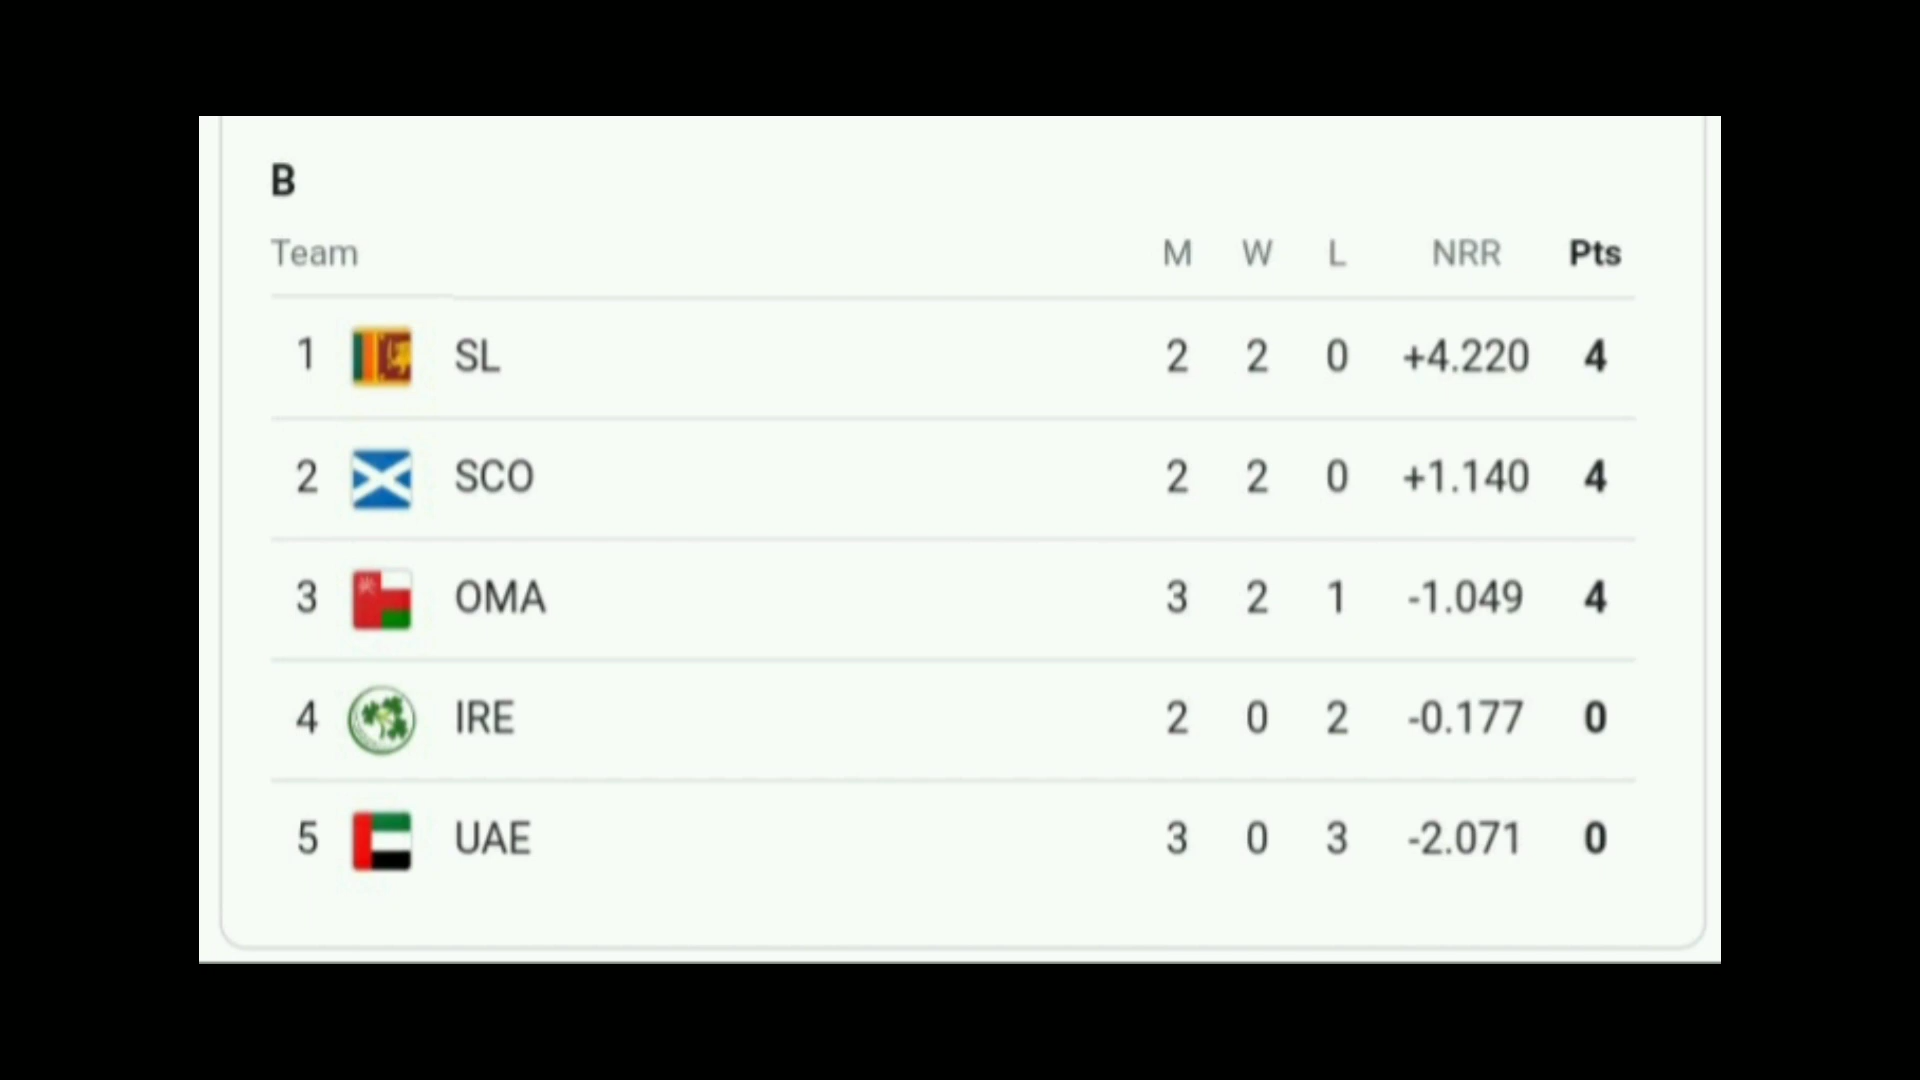 B
Team M W L NRR Pts
1 SL 2 2 0 +4.220 4
2 SCO 2 2 0 +1.140 4
3 OMA 3 2 1 -1.049 4
4 IRE 2 0 2 -0.177 0
5 UAE 3 0 3 -2.071 0